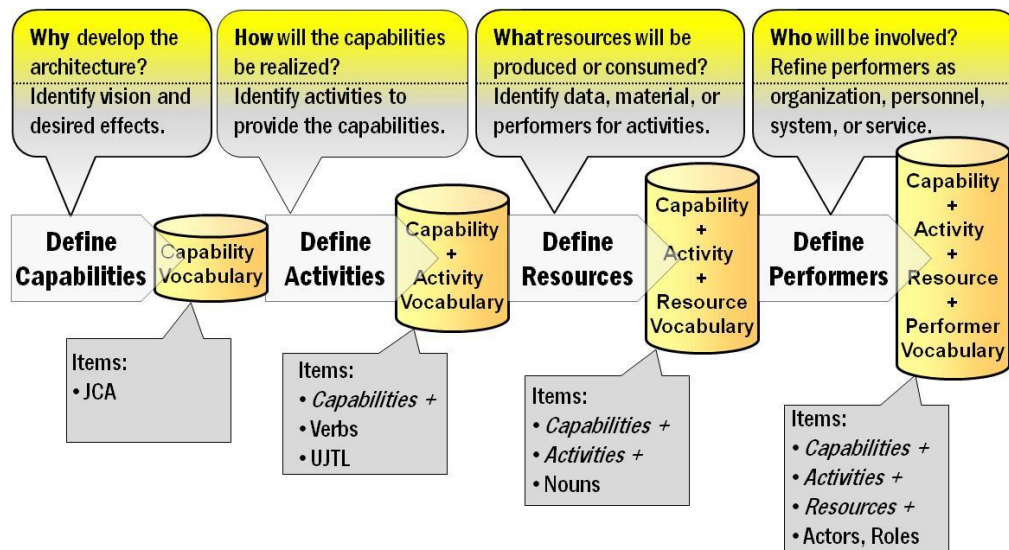 Why develop the
architecture?
Identify vision and
desired effects.
How will the capabilities
be realized?
Identify activities to
provide the capabilities.
What resources will be
produced or consumed?
Identify data, material, or
performers for activities.
Who will be involved?
Refine performers as
organization, personnel,
system, or service.
Define
Capabilities
Capability
Vocabulary
Define
Activities
Capability
+
Activity
Vocabulary
Define
Resources
Capability
+
Activity
+
Resource
Vocabulary
Define
Performers
Capability
+
Activity
+
Resource
+
Performer
Vocabulary
Items:
• JCA
Items:
• Capabilities +
• Verbs
• UJTL
Items:
• Capabilities +
• Activities +
• Nouns
Items:
• Capabilities +
• Activities +
• Resources +
• Actors, Roles